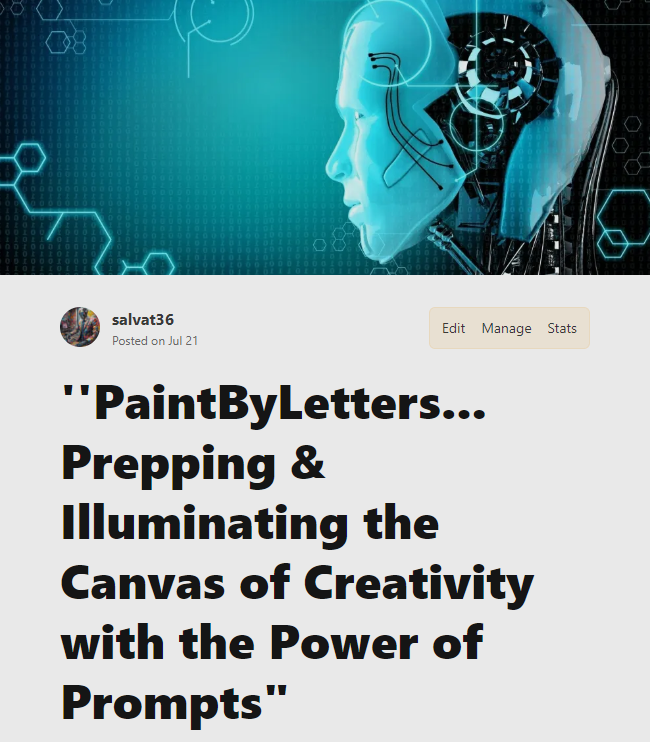 salvat36
Posted on Jul 21
Edit Manage Stats
''PaintByLetters...
Prepping &
Illuminating the
Canvas of Creativity
with the Power of
Prompts"